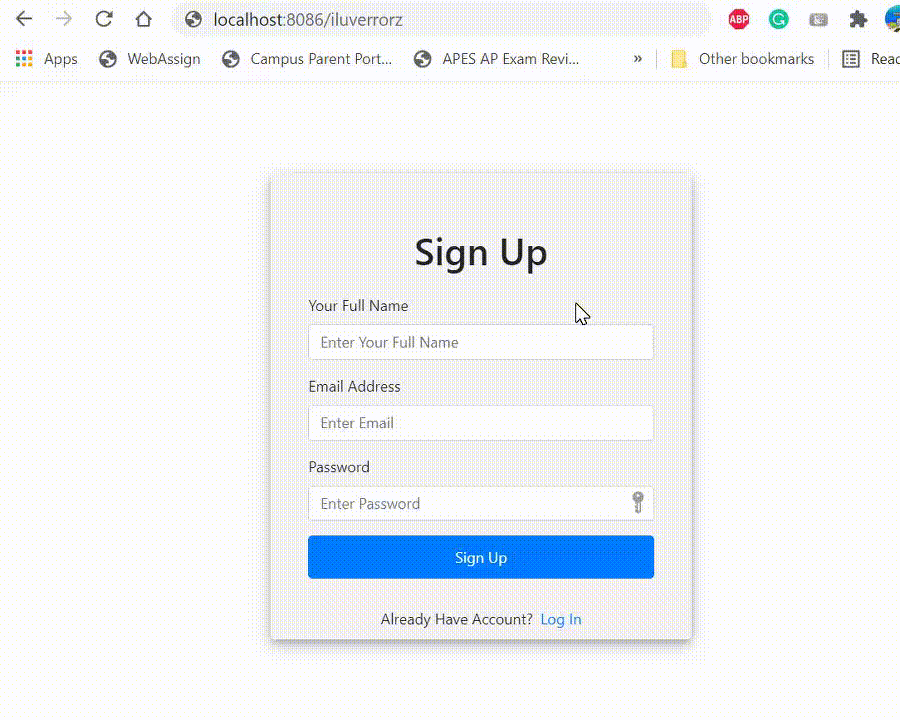 localhost:8086/iluverrorz
ABP
Apps WebAssign Campus Parent Port... APES AP Exam Revi... » Other bookmarks Reac
Sign Up
Your Full Name
Enter Your Full Name
Email Address
Enter Email
Password
Enter Password
Sign Up
Already Have Account? Log In